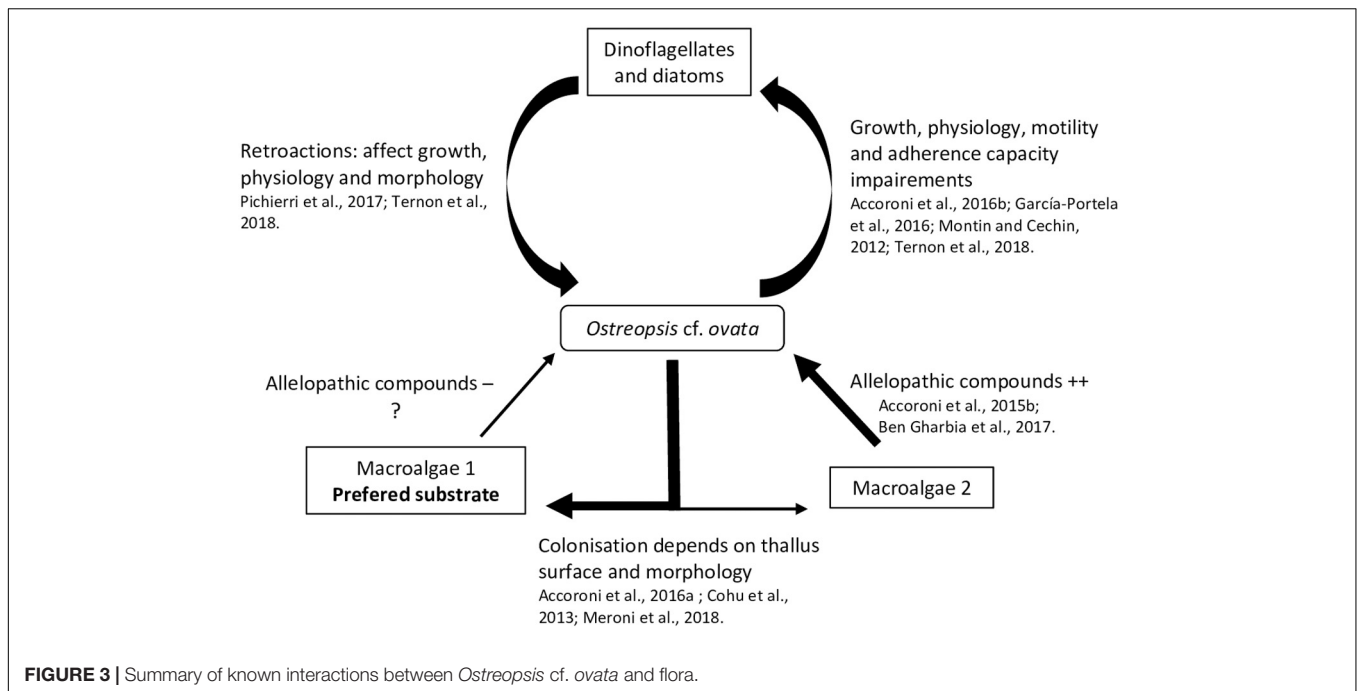 Dinoflagellates
and diatoms
Retroactions: affect growth,
physiology and morphology
Pichierri et al., 2017; Ternon et al.,
2018.
Growth, physiology, motility
and adherence capacity
impairements
Accoroni et al., 2016b; García-Portela
et al., 2016; Montin and Cechin,
2012; Ternon et al., 2018.
Ostreopsis cf. ovata
Allelopathic compounds –
?
Allelopathic compounds ++
Accoroni et al., 2015b;
Ben Gharbia et al., 2017.
Macroalgae 1
Prefered substrate
Macroalgae 2
Colonisation depends on thallus
surface and morphology
Accoroni et al., 2016a ; Cohu et al.,
2013; Meroni et al., 2018.
FIGURE 3 | Summary of known interactions between Ostreopsis cf. ovata and flora.